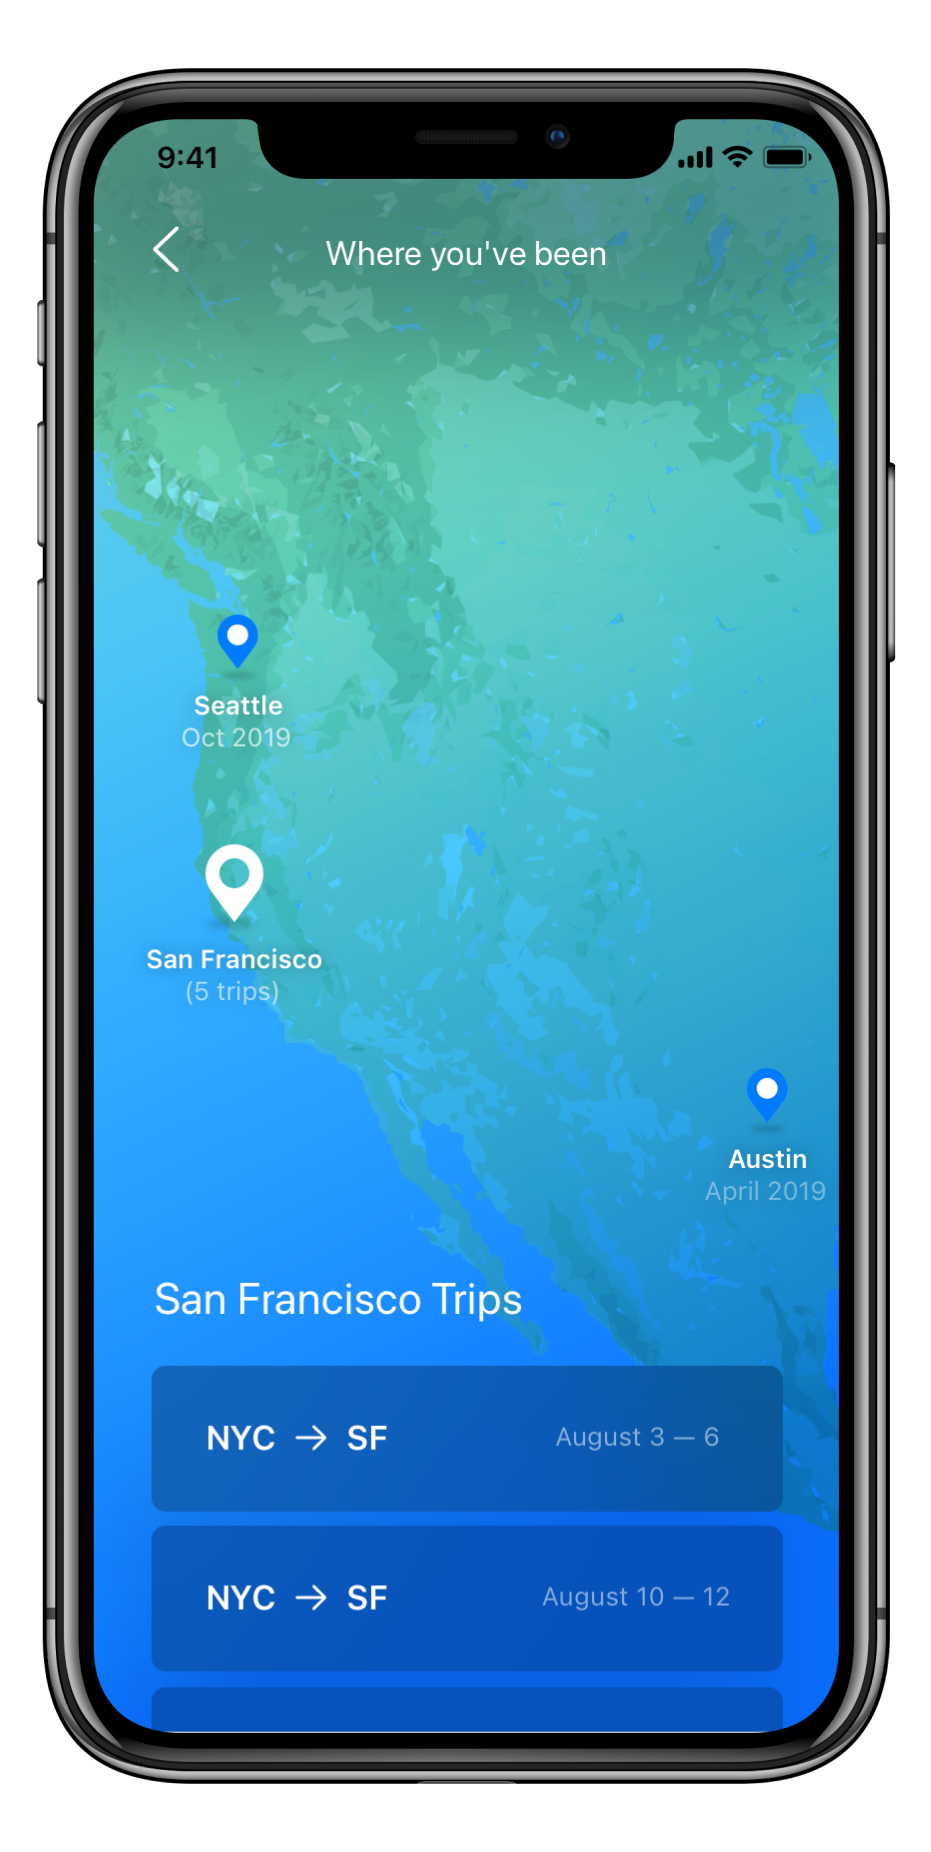 9:41
Where you've been
Seattle
Oct 2019
San Francisco
(5 trips)
Austin
April 2019
San Francisco Trips
NYC → SF
August 3 — 6
NYC → SF
August 10 — 12